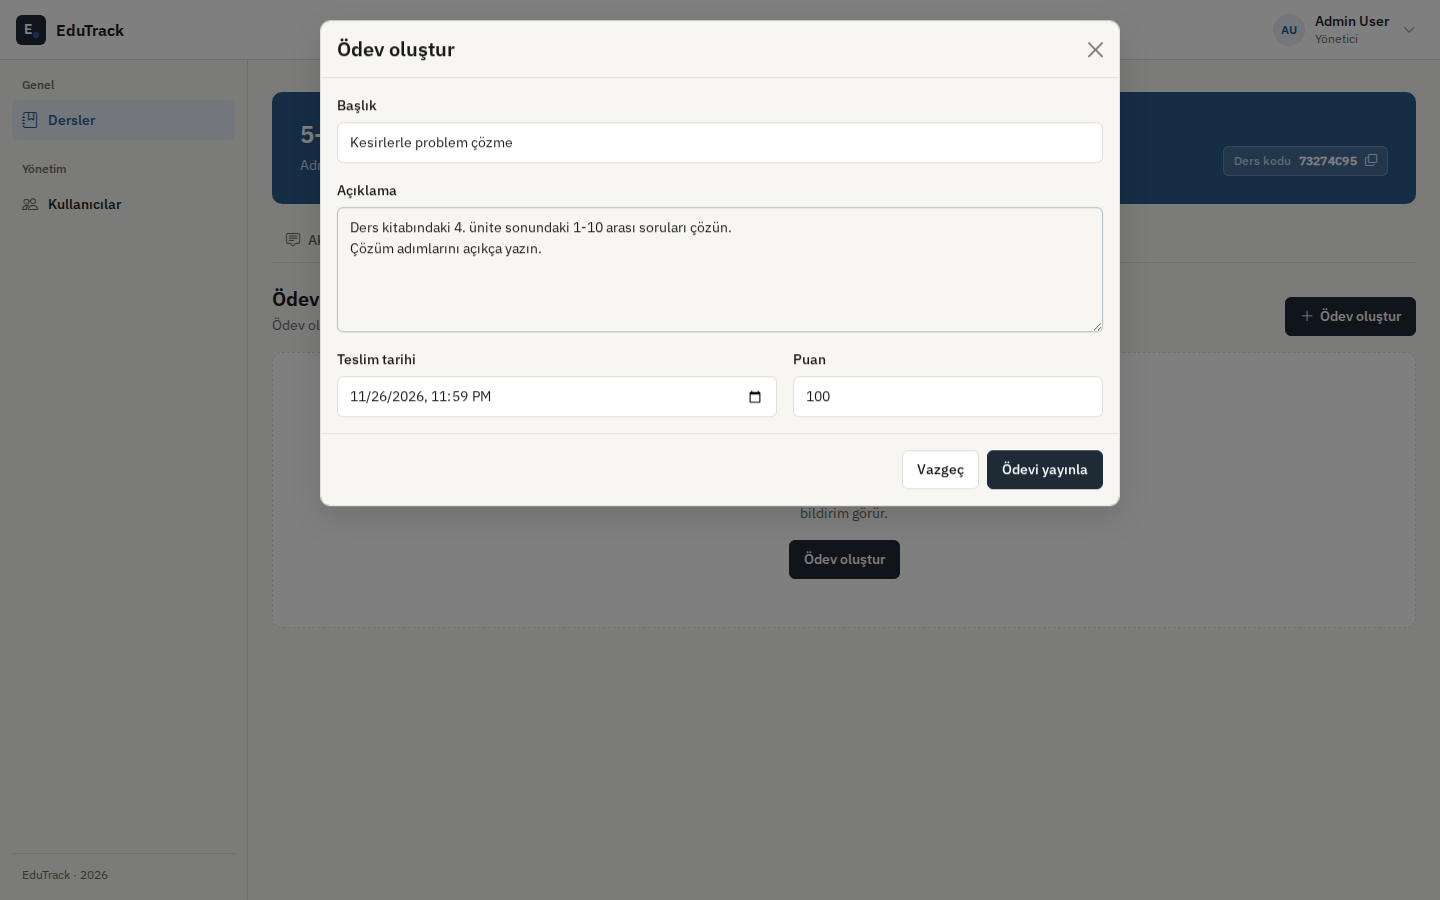 E.
EduTrack
AU
Admin User
Yönetici
Genel
Dersler
Yönetim
Kullanıcılar
EduTrack · 2026
5-
Ders kodu 73274C95
Ödev
Ödev oluştur
Ödev oluştur
Başlık
Kesirlerle problem çözme
Açıklama
Ders kitabındaki 4. ünite sonundaki 1-10 arası soruları çözün.
Çözüm adımlarını açıkça yazın.
Teslim tarihi
Puan
11/26/2026, 11:59 PM
100
Vazgeç
Ödevi yayınla
bildirim görür.
Ödev oluştur